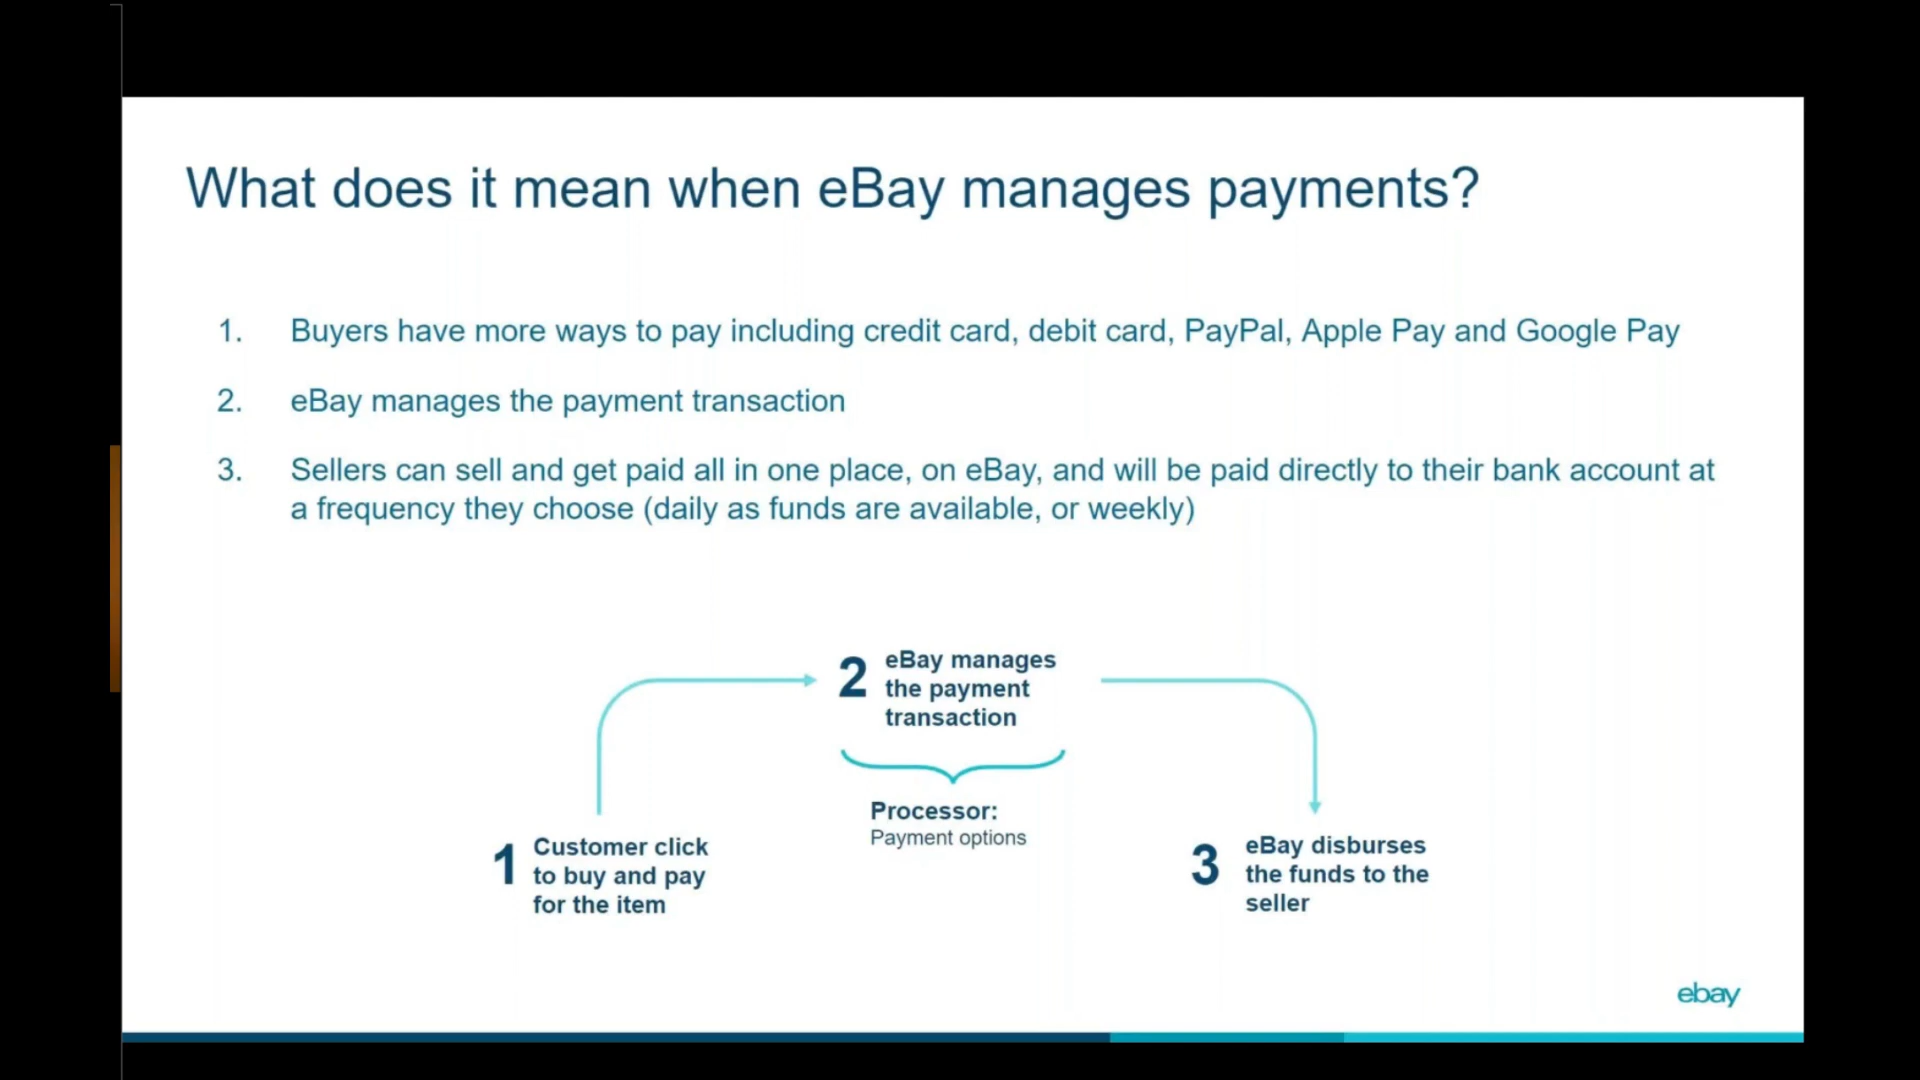 What does it mean when eBay manages payments?
1. Buyers have more ways to pay including credit card, debit card, PayPal, Apple Pay and Google Pay
2. eBay manages the payment transaction
3. Sellers can sell and get paid all in one place, on eBay, and will be paid directly to their bank account at
a frequency they choose (daily as funds are available, or weekly)
2 eBay manages
the payment
transaction
Processor:
Payment options
1 Customer click
to buy and pay
for the item
3 eBay disburses
the funds to the
seller
ebay